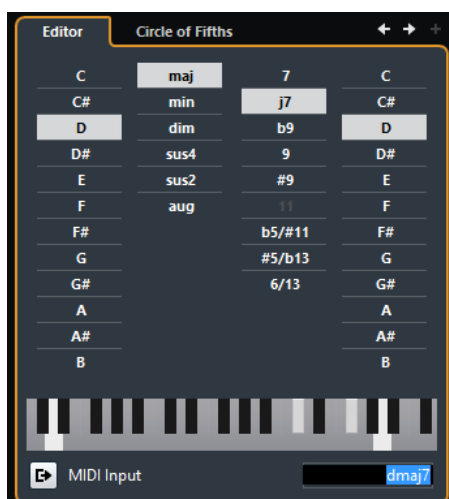 Editor Circle of Fifths
C maj 7 C
C# min j7 C#
D dim b9 D
D# sus4 9 D#
E sus2 #9 E
F aug 11 F
F# b5/#11 F#
G #5/b13 G
G# 6/13 G#
A A
A# A#
B B
MIDI Input dmaj7